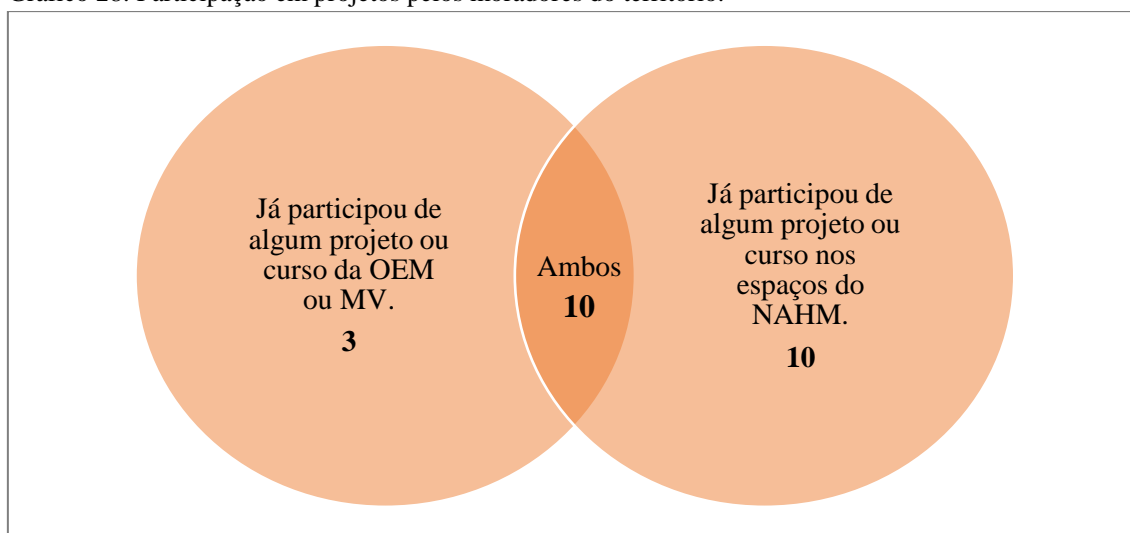 Já participou de
algum projeto ou
curso da OEM
ou MV.
3
Ambos
10
Já participou de
algum projeto ou
curso nos
espaços do
NAHM.
10